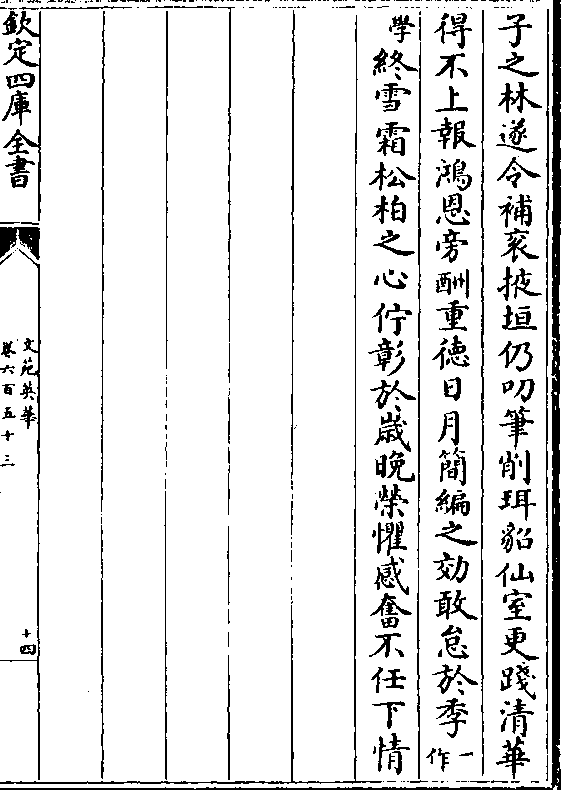 子之林遂令補衮掖垣仍叨筆削珥貂仙室更踐清華
得不上報鴻恩旁酬重徳日月簡編之効敢怠於季一作
學終雪霜松柏之心佇彰於嵗晩榮懼感奮不任下情
欽定四庫全書
文苑英華
卷六百五十三
十四